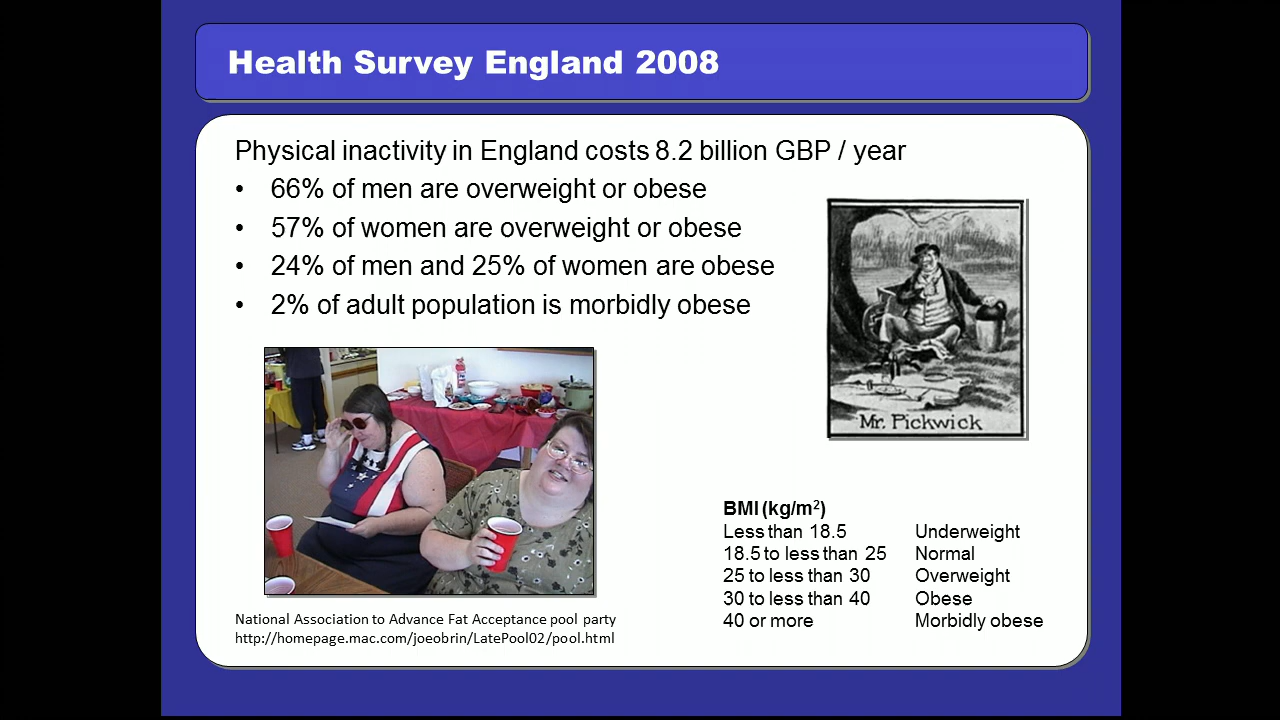 Health Survey England 2008
Physical inactivity in England costs 8.2 billion GBP / year
• 66% of men are overweight or obese
• 57% of women are overweight or obese
• 24% of men and 25% of women are obese
• 2% of adult population is morbidly obese
Mr. Pickwick
National Association to Advance Fat Acceptance pool party
http://homepage.mac.com/joeobrin/LatePool02/pool.html
BMI (kg/m²)
Less than 18.5 Underweight
18.5 to less than 25 Normal
25 to less than 30 Overweight
30 to less than 40 Obese
40 or more Morbidly obese